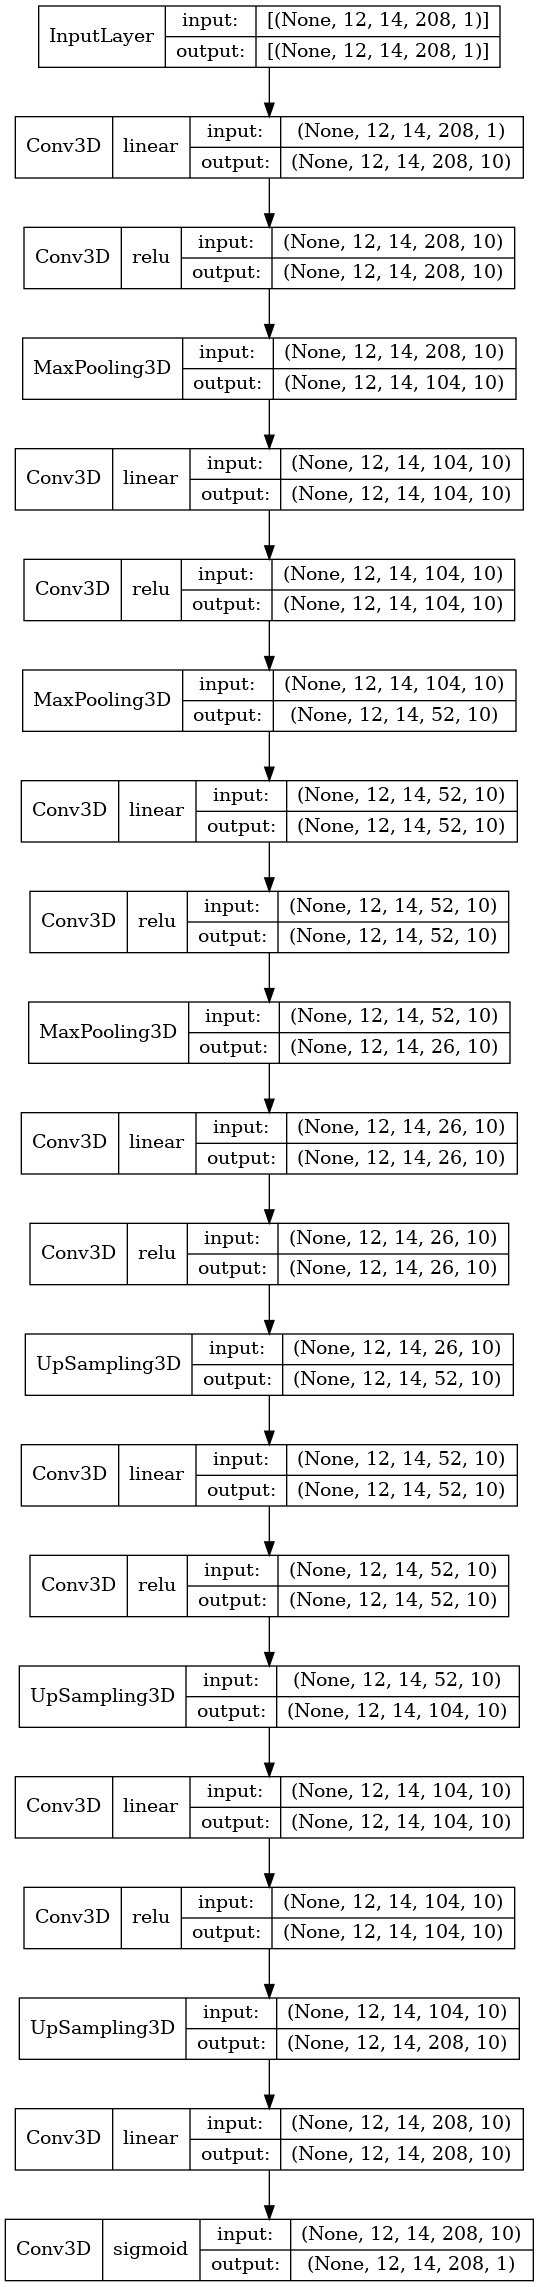 InputLayer input: [(None, 12, 14, 208, 1)]
output: [(None, 12, 14, 208, 1)]
Conv3D linear input: (None, 12, 14, 208, 1)
output: (None, 12, 14, 208, 10)
Conv3D relu input: (None, 12, 14, 208, 10)
output: (None, 12, 14, 208, 10)
MaxPooling3D input: (None, 12, 14, 208, 10)
output: (None, 12, 14, 104, 10)
Conv3D linear input: (None, 12, 14, 104, 10)
output: (None, 12, 14, 104, 10)
Conv3D relu input: (None, 12, 14, 104, 10)
output: (None, 12, 14, 104, 10)
MaxPooling3D input: (None, 12, 14, 104, 10)
output: (None, 12, 14, 52, 10)
Conv3D linear input: (None, 12, 14, 52, 10)
output: (None, 12, 14, 52, 10)
Conv3D relu input: (None, 12, 14, 52, 10)
output: (None, 12, 14, 52, 10)
MaxPooling3D input: (None, 12, 14, 52, 10)
output: (None, 12, 14, 26, 10)
Conv3D linear input: (None, 12, 14, 26, 10)
output: (None, 12, 14, 26, 10)
Conv3D relu input: (None, 12, 14, 26, 10)
output: (None, 12, 14, 26, 10)
UpSampling3D input: (None, 12, 14, 26, 10)
output: (None, 12, 14, 52, 10)
Conv3D linear input: (None, 12, 14, 52, 10)
output: (None, 12, 14, 52, 10)
Conv3D relu input: (None, 12, 14, 52, 10)
output: (None, 12, 14, 52, 10)
UpSampling3D input: (None, 12, 14, 52, 10)
output: (None, 12, 14, 104, 10)
Conv3D linear input: (None, 12, 14, 104, 10)
output: (None, 12, 14, 104, 10)
Conv3D relu input: (None, 12, 14, 104, 10)
output: (None, 12, 14, 104, 10)
UpSampling3D input: (None, 12, 14, 104, 10)
output: (None, 12, 14, 208, 10)
Conv3D linear input: (None, 12, 14, 208, 10)
output: (None, 12, 14, 208, 10)
Conv3D sigmoid input: (None, 12, 14, 208, 10)
output: (None, 12, 14, 208, 1)